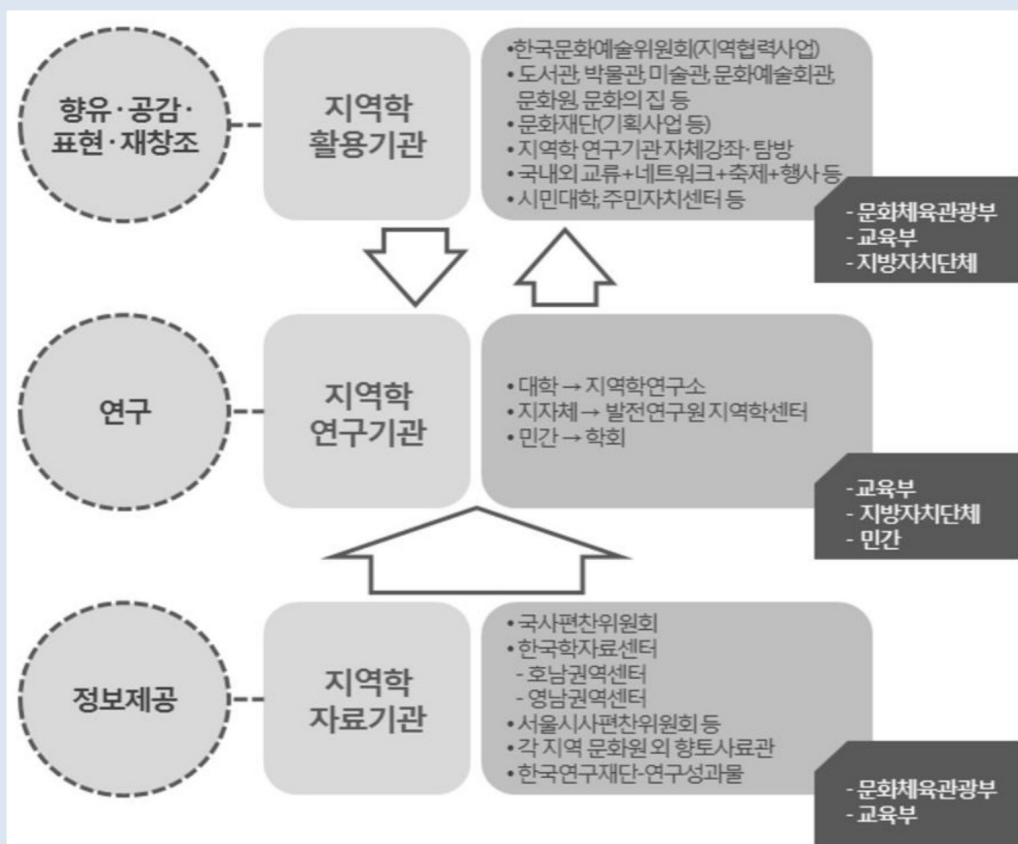 향유·공감·
표현·재창조
지역학
활용기관
•한국문화예술위원회(지역협력사업)
• 도서관, 박물관, 미술관, 문화예술회관,
문화원, 문화의 집 등
• 문화재단(기획사업 등)
• 지역학 연구기관 자체강좌·탐방
• 국내외 교류+네트워크+축제+행사 등
• 시민대학, 주민자치센터 등
- 문화체육관광부
- 교육부
- 지방자치단체
연구
지역학
연구기관
• 대학 → 지역학연구소
• 지자체 → 발전연구원 지역학센터
• 민간 → 학회
- 교육부
- 지방자치단체
- 민간
정보제공
지역학
자료기관
• 국사편찬위원회
• 한국학자료센터
- 호남권역센터
- 영남권역센터
• 서울시사편찬위원회 등
• 각 지역 문화원 외 향토사료관
• 한국연구재단-연구성과물
- 문화체육관광부
- 교육부